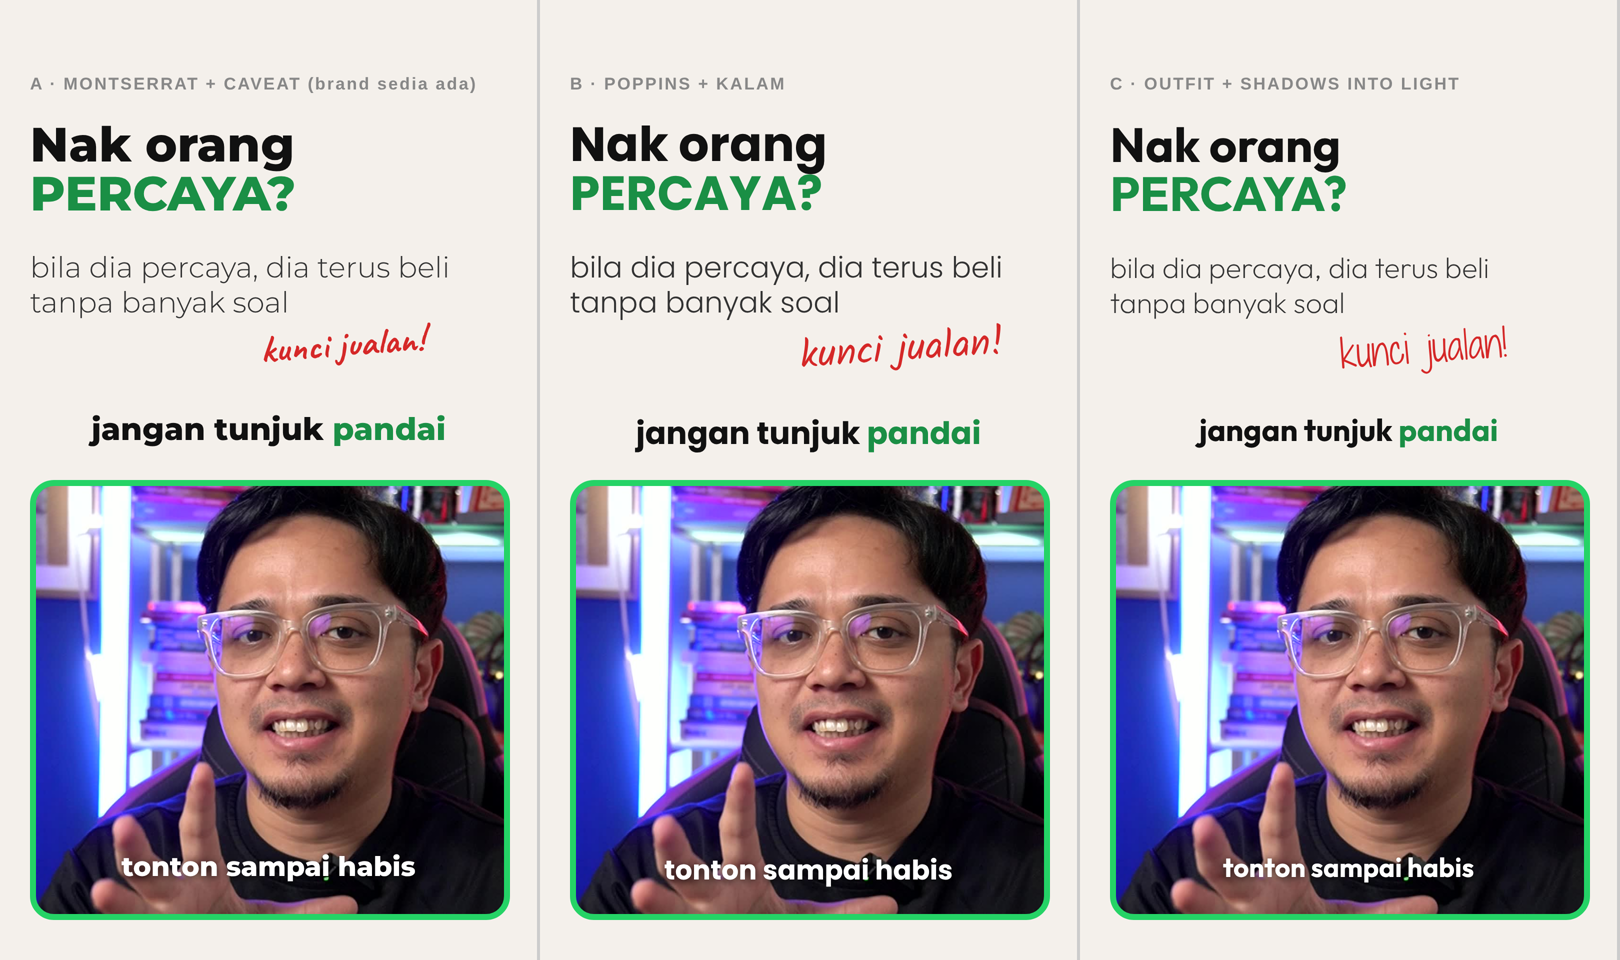 A · MONTSERRAT + CAVEAT (brand sedia ada)
Nak orang
PERCAYA?
bila dia percaya, dia terus beli
tanpa banyak soal
kunci jualan!
jangan tunjuk pandai
tonton sampai habis
B · POPPINS + KALAM
Nak orang
PERCAYA?
bila dia percaya, dia terus beli
tanpa banyak soal
kunci jualan!
jangan tunjuk pandai
tonton sampai habis
C · OUTFIT + SHADOWS INTO LIGHT
Nak orang
PERCAYA?
bila dia percaya, dia terus beli
tanpa banyak soal
kunci jualan!
jangan tunjuk pandai
tonton sampai habis